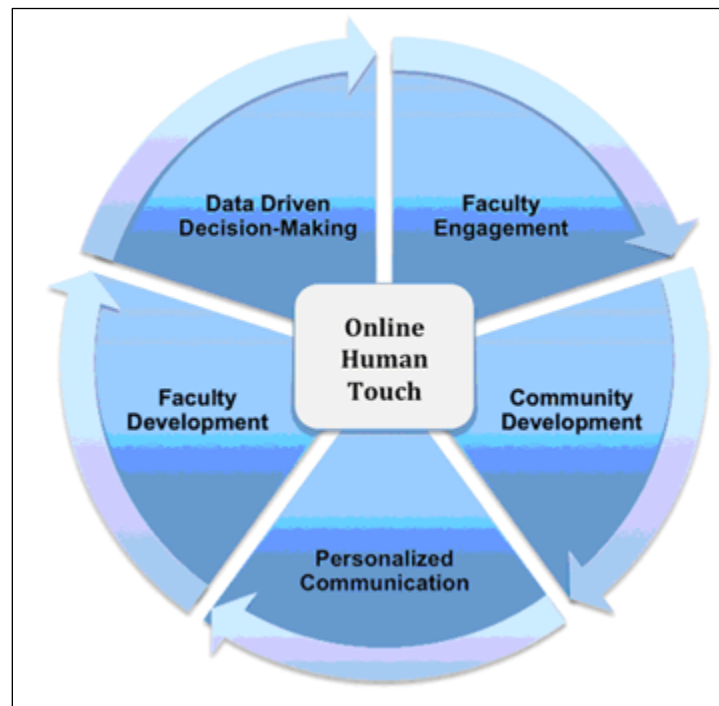 Data Driven
Decision-Making
Faculty
Engagement
Online
Human
Touch
Faculty
Development
Community
Development
Personalized
Communication